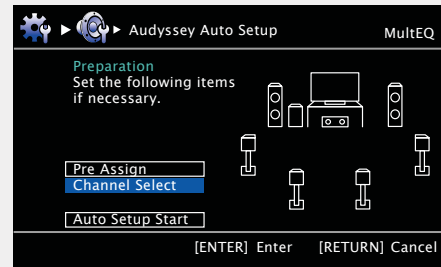 Audyssey Auto Setup
MultEQ
Preparation
Set the following items
if necessary.
Pre Assign
Channel Select
Auto Setup Start
[ENTER] Enter [RETURN] Cancel